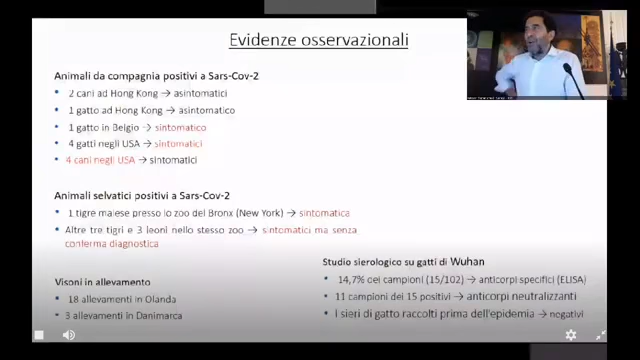 Evidenze osservazionali
Animali da compagnia positivi a Sars-Cov-2
2 cani ad Hong Kong → asintomatici
1 gatto ad Hong Kong → asintomatico
1 gatto in Belgio → sintomatico
4 gatti negli USA → sintomatici
4 cani negli USA → sintomatici
Animali selvatici positivi a Sars-Cov-2
1 tigre malese presso lo zoo del Bronx (New York) → sintomatica
Altre tre tigri e 3 leoni nello stesso zoo → sintomatici ma senza
conferma diagnostica
Visoni in allevamento
18 allevamenti in Olanda
3 allevamenti in Danimarca
Studio sierologico su gatti di Wuhan
14,7% dei campioni (15/102) → anticorpi specifici (ELISA)
11 campioni dei 15 positivi → anticorpi neutralizzanti
I sieri di gatto raccolti prima dell'epidemia → negativi